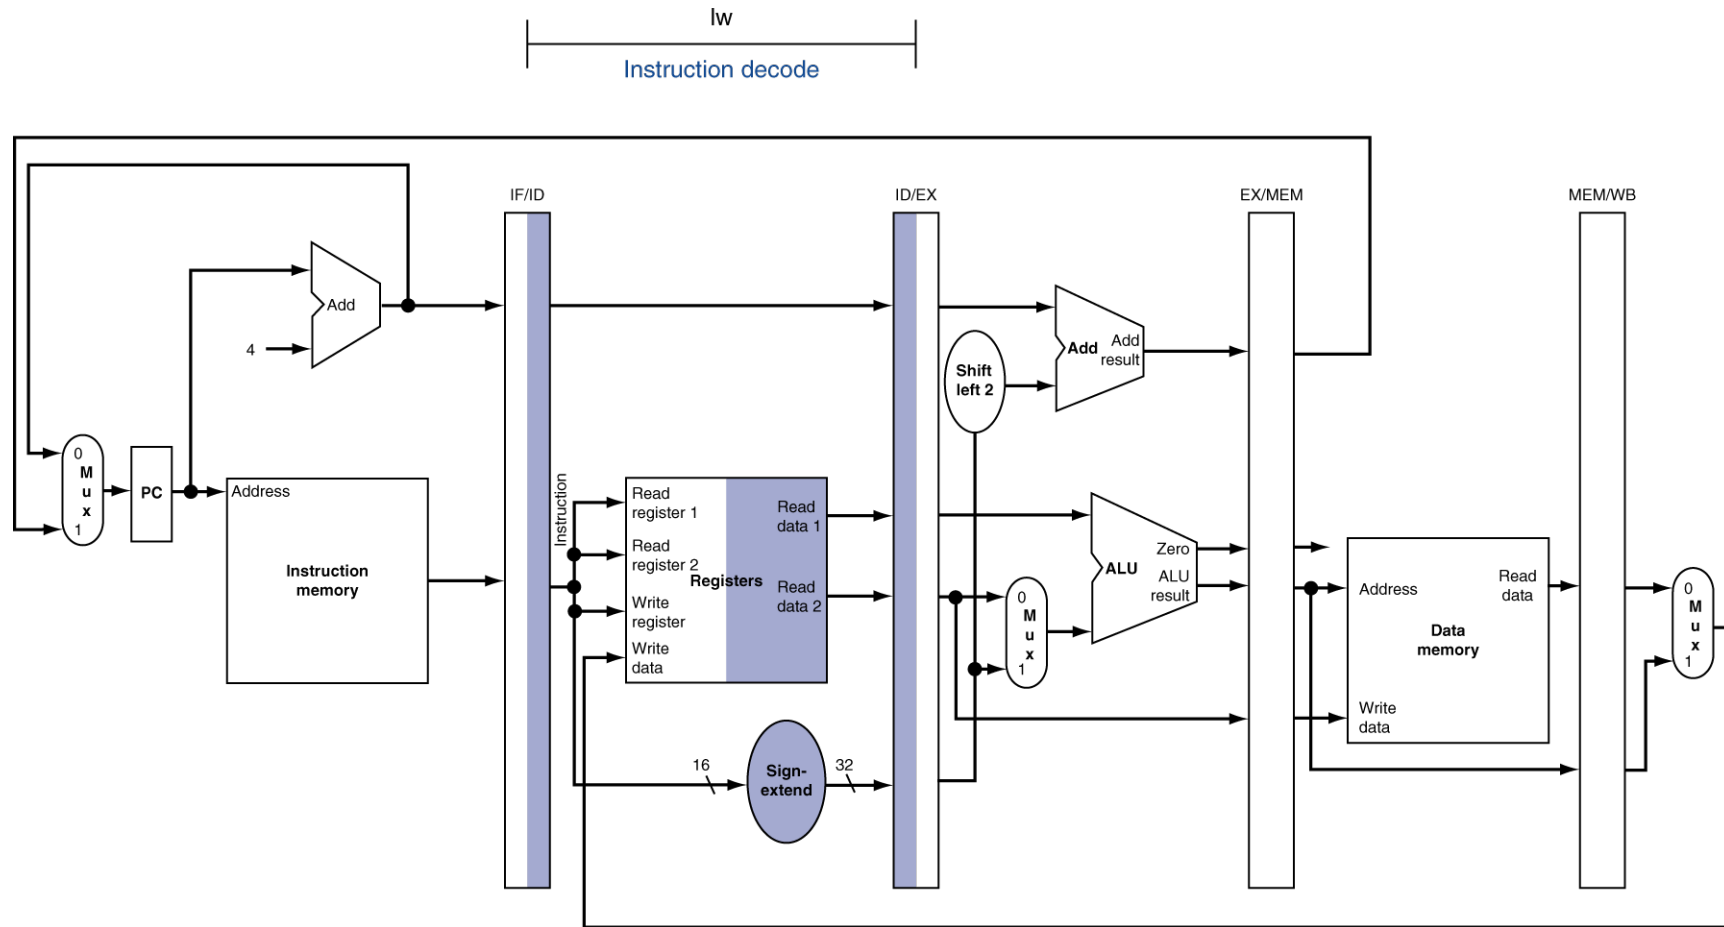 lw
Instruction decode
IF/ID
ID/EX
EX/MEM
MEM/WB
Add
4
Add
Add
result
Shift
left 2
0
M
u
x
1
PC
Address
Instruction
memory
Instruction
Read
register 1
Read
register 2
Write
register
Write
data
Registers
Read
data 1
Read
data 2
16
Sign-
extend
32
0
M
u
x
1
Zero
ALU
ALU
result
Address
Read
data
Data
memory
Write
data
0
M
u
x
1